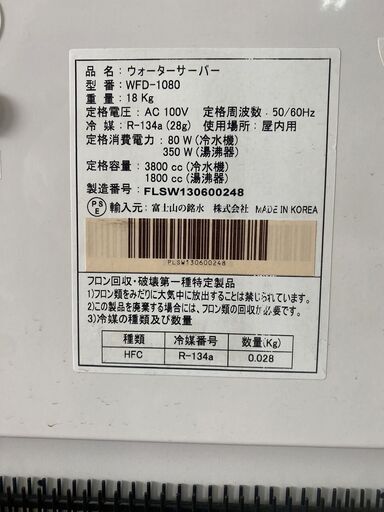 品 名：ウォーターサーバー
型 番：WFD-1080
重 量：18 Kg
定格電圧：AC 100V 定格周波数：50/60Hz
冷 媒：R-134a (28g) 使用場所：屋内用
定格消費電力：80 W(冷水機)
350 W(湯沸器)
定格容量：3800 cc (冷水機)
1800 cc (湯沸器)
製造番号：FLSW130600248
PS E 輸入元：富士山の銘水 株式会社 MADE IN KOREA
FLSW130600248
フロン回収・破壊第一種特定製品
1)フロン類をみだりに大気中に放出することは禁じられています。
2)この製品を廃棄する場合には、フロン類の回収が必要です。
3)冷媒の種類及び数量
種類 冷媒番号 数量(Kg)
HFC R-134a 0.028